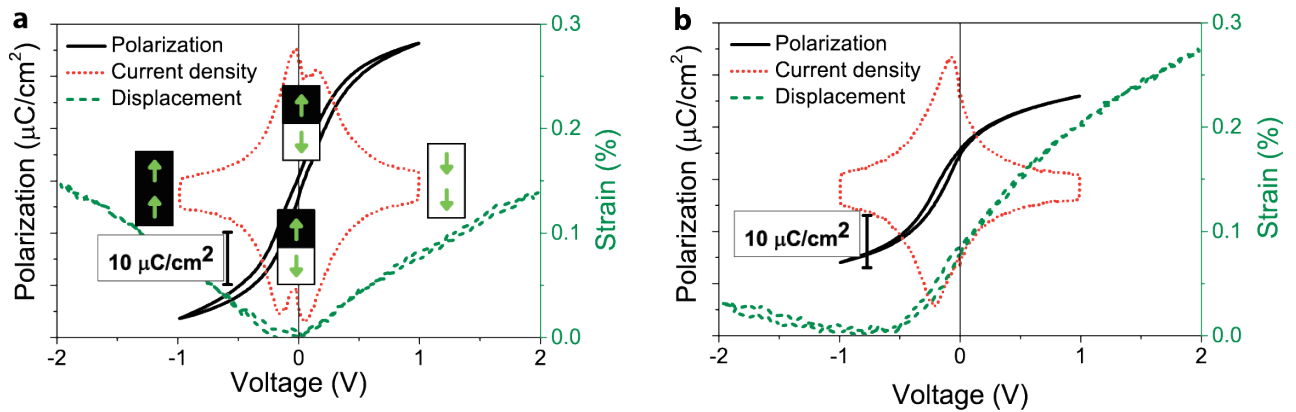 a
Polarization
Current density
Displacement
10 μC/cm2
Polarization (μC/cm2)
0.3
0.2
0.1
0.0
Strain (%)
-2
-1
0
1
2
Voltage (V)
b
Polarization
Current density
Displacement
10 μC/cm2
Polarization (μC/cm2)
0.3
0.2
0.1
0.0
Strain (%)
-2
-1
0
1
2
Voltage (V)